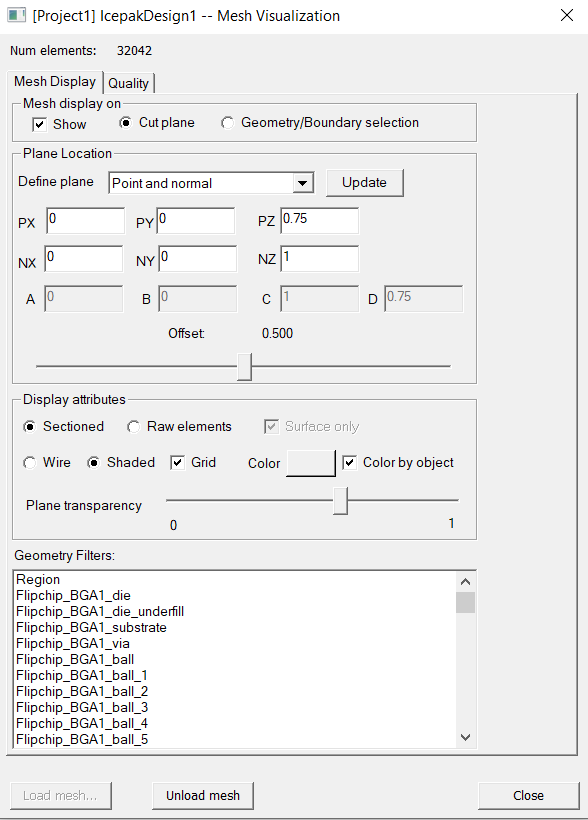 [Project1] IcepakDesign1 -- Mesh Visualization
Num elements: 32042
Mesh Display Quality
Mesh display on
Show Cut plane Geometry/Boundary selection
Plane Location
Define plane Point and normal Update
PX 0 PY 0 PZ 0.75
NX 0 NY 0 NZ 1
A 0 B 0 C 1 D 0.75
Offset: 0.500
Display attributes
Sectioned Raw elements Surface only
Wire Shaded Grid Color Color by object
Plane transparency
0 1
Geometry Filters:
Region
Flipchip_BGA1_die
Flipchip_BGA1_die_underfill
Flipchip_BGA1_substrate
Flipchip_BGA1_via
Flipchip_BGA1_ball
Flipchip_BGA1_ball_1
Flipchip_BGA1_ball_2
Flipchip_BGA1_ball_3
Flipchip_BGA1_ball_4
Flipchip_BGA1_ball_5
Load mesh... Unload mesh Close